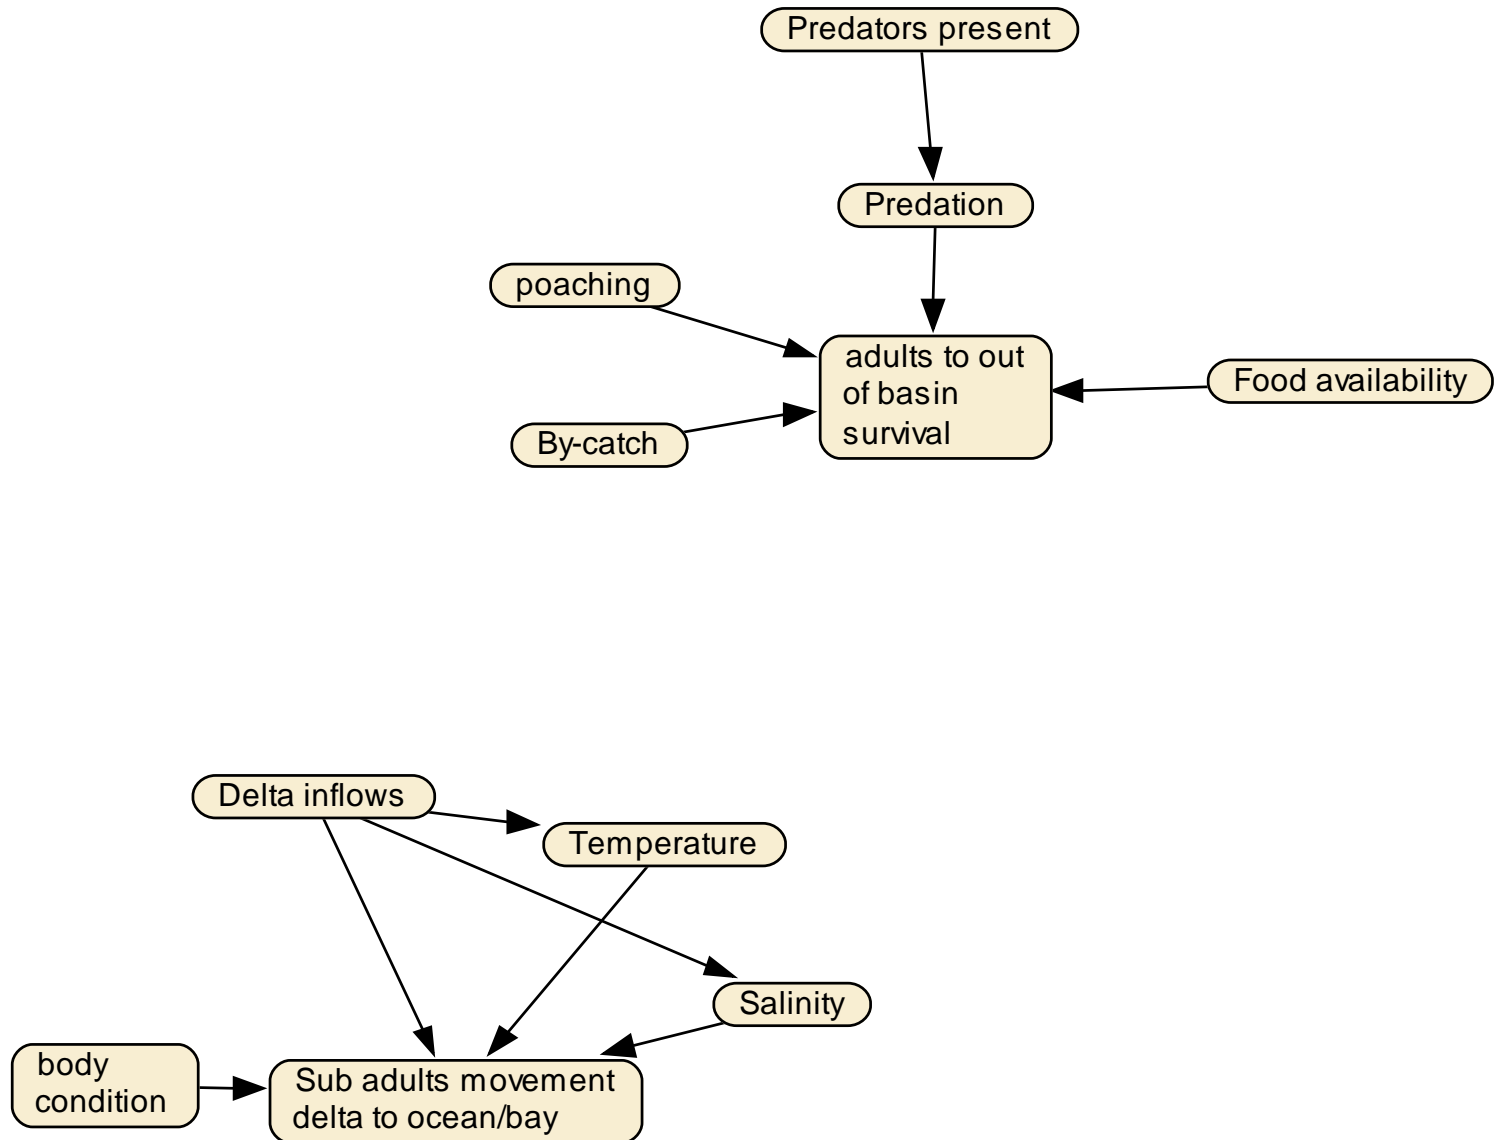 Predators present
Predation
poaching
adults to out
of basin
survival
Food availability
By-catch
Delta inflows
Temperature
Salinity
body
condition
Sub adults movement
delta to ocean/bay